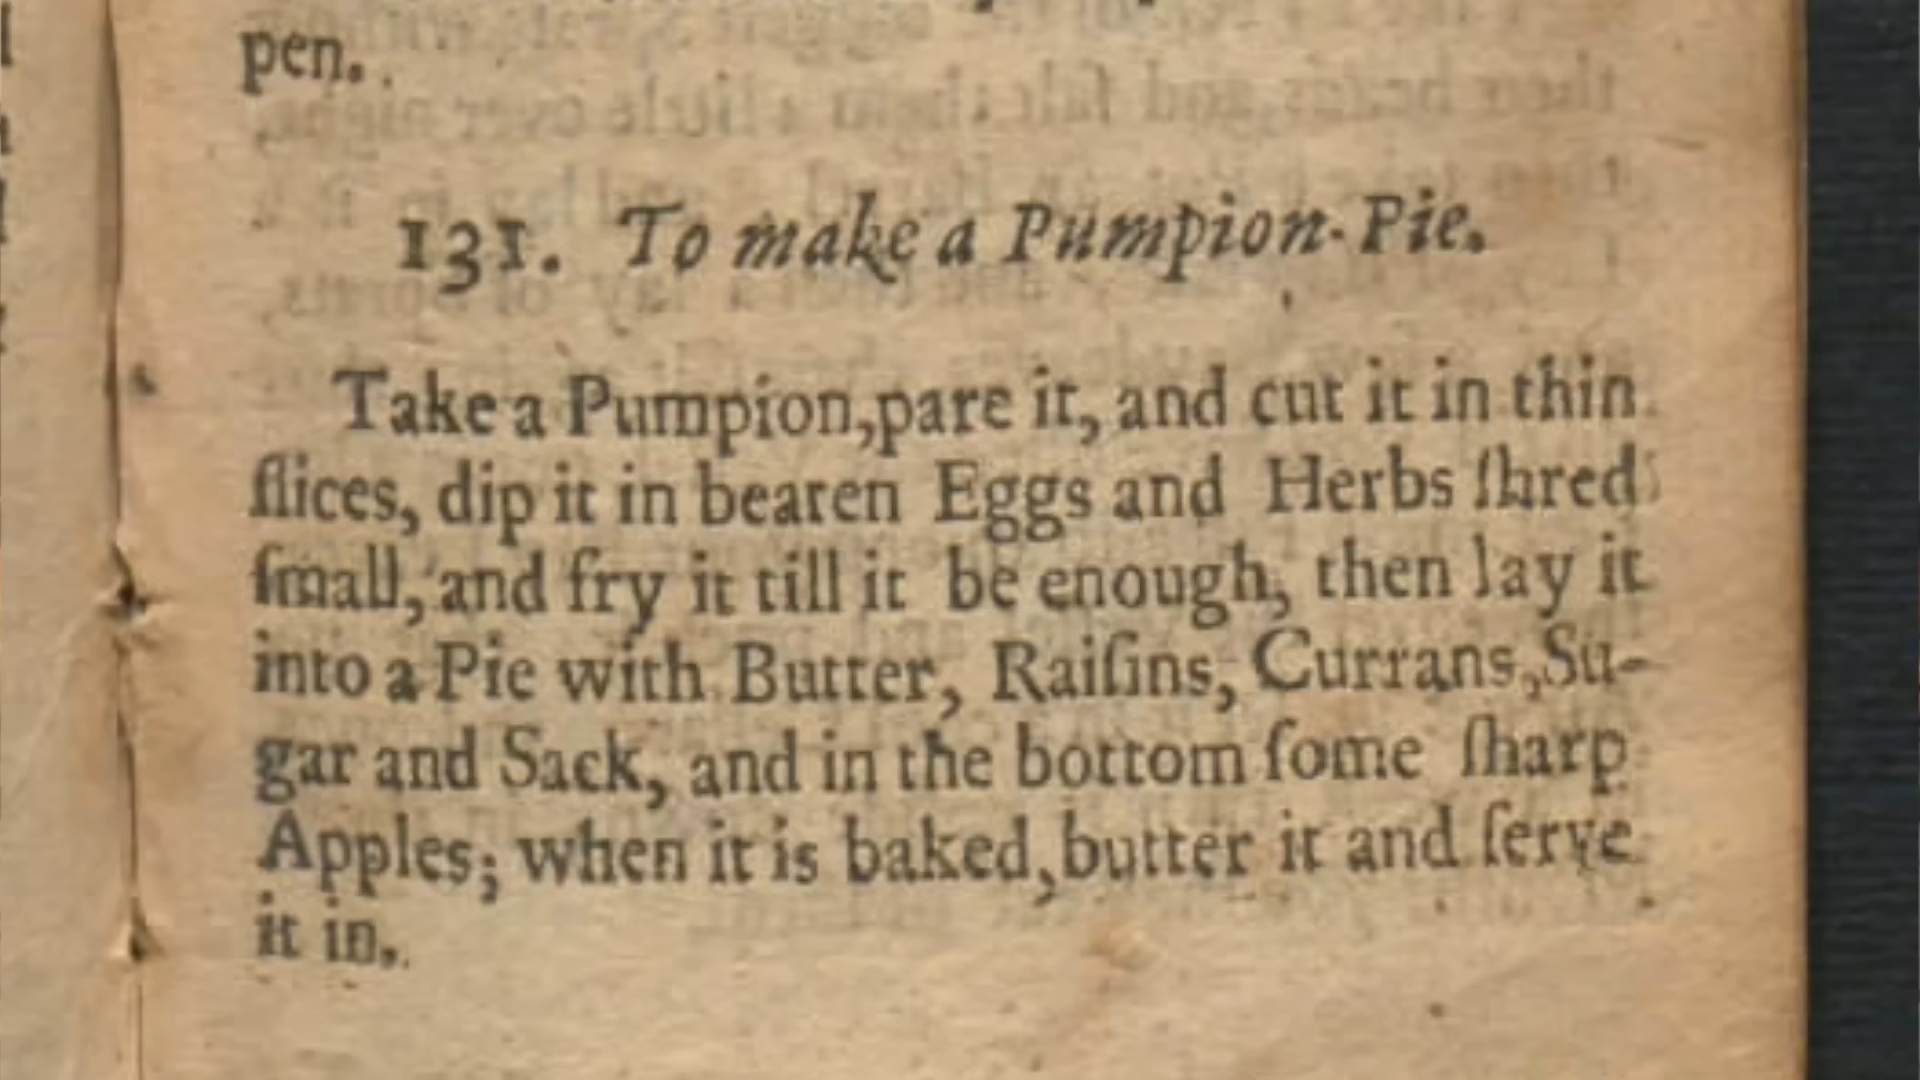 pen.
131. To make a Pumpion-Pie.
Take a Pumpion, pare it, and cut it in thin
ſlices, dip it in beaten Eggs and Herbs ſhred
ſmall, and fry it till it be enough, then lay it
into a Pie with Butter, Raiſins, Currans, Su-
gar and Sack, and in the bottom ſome ſharp
Apples; when it is baked, butter it and ſerve
it in.